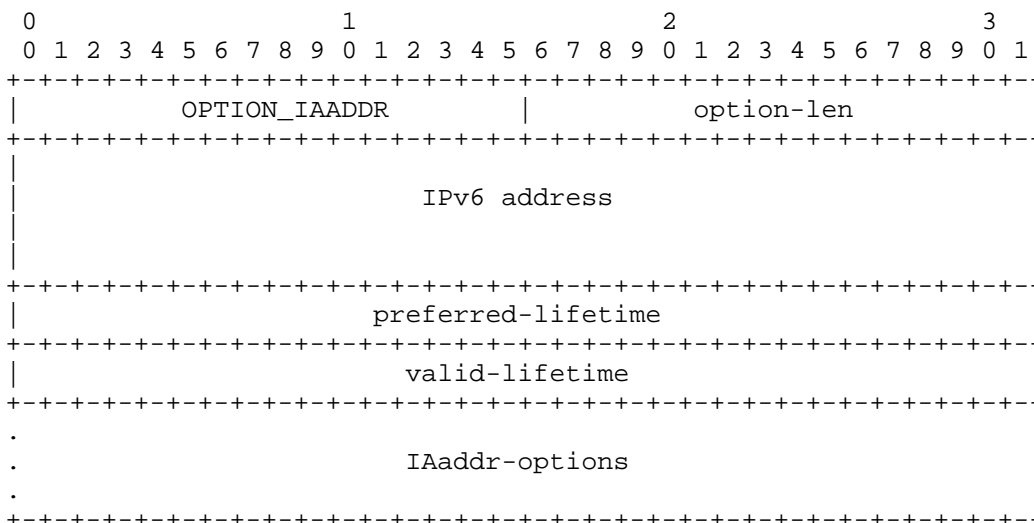 0                   1                   2                   3
 0 1 2 3 4 5 6 7 8 9 0 1 2 3 4 5 6 7 8 9 0 1 2 3 4 5 6 7 8 9 0 1
+-+-+-+-+-+-+-+-+-+-+-+-+-+-+-+-+-+-+-+-+-+-+-+-+-+-+-+-+-+-+-+-
|          OPTION_IAADDR        |          option-len
+-+-+-+-+-+-+-+-+-+-+-+-+-+-+-+-+-+-+-+-+-+-+-+-+-+-+-+-+-+-+-+-
|
|                         IPv6 address
|
|
+-+-+-+-+-+-+-+-+-+-+-+-+-+-+-+-+-+-+-+-+-+-+-+-+-+-+-+-+-+-+-+-
|                      preferred-lifetime
+-+-+-+-+-+-+-+-+-+-+-+-+-+-+-+-+-+-+-+-+-+-+-+-+-+-+-+-+-+-+-+-
|                        valid-lifetime
+-+-+-+-+-+-+-+-+-+-+-+-+-+-+-+-+-+-+-+-+-+-+-+-+-+-+-+-+-+-+-+-
.
.                        IAaddr-options
.
+-+-+-+-+-+-+-+-+-+-+-+-+-+-+-+-+-+-+-+-+-+-+-+-+-+-+-+-+-+-+-+-